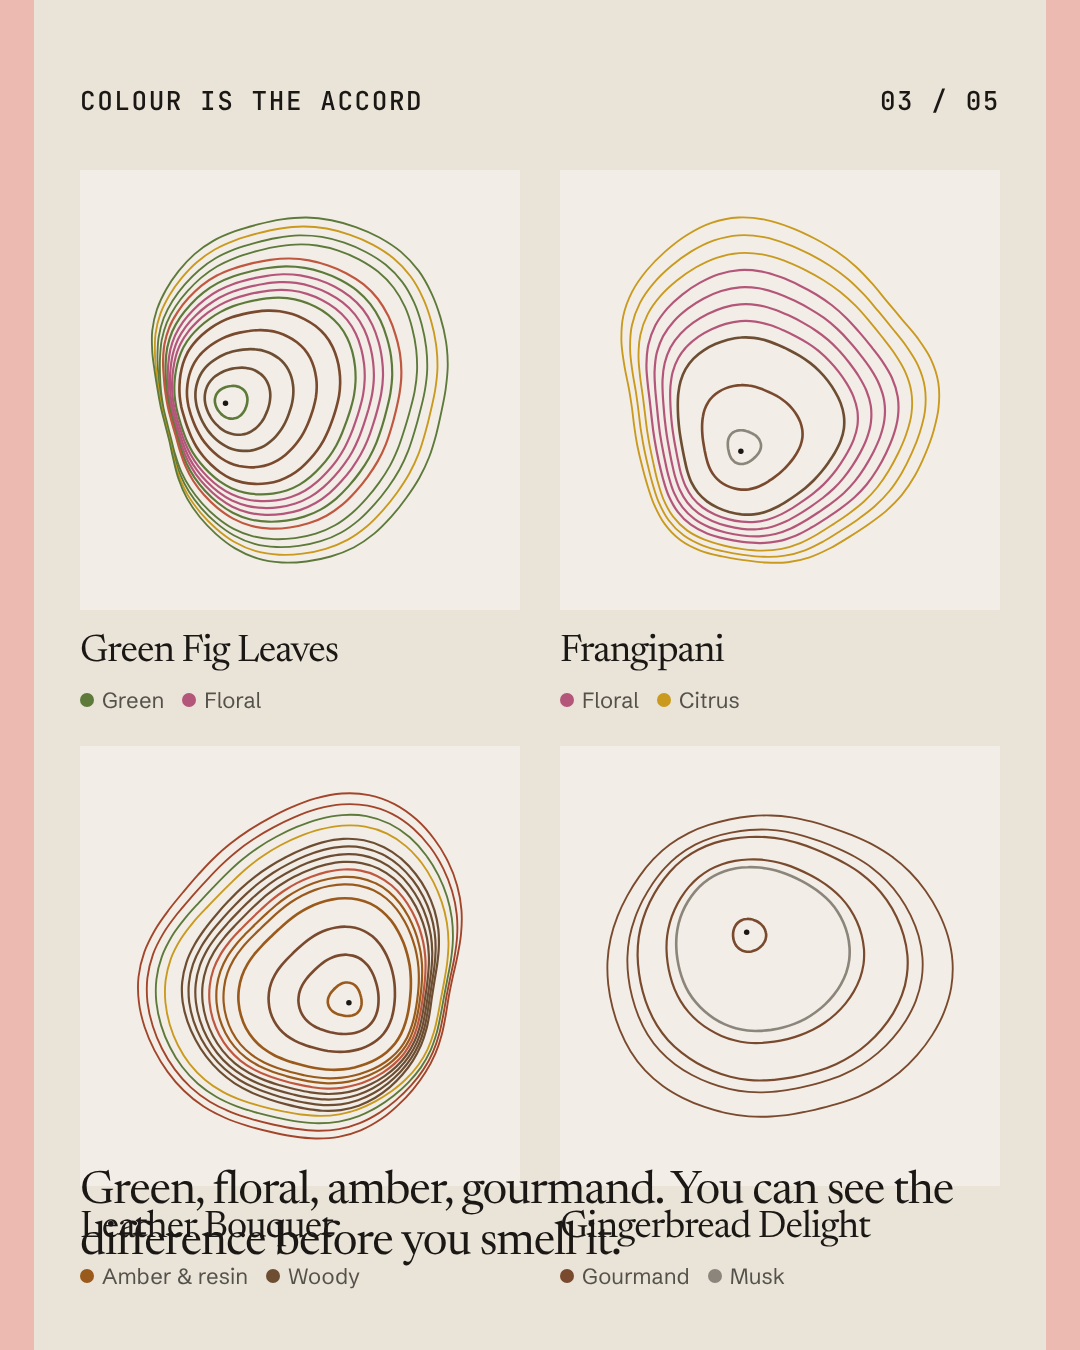 COLOUR IS THE ACCORD
03 / 05
Green Fig Leaves
Green Floral
Frangipani
Floral Citrus
Green, floral, amber, gourmand. You can see the
difference before you smell it.
Leather Bouquet
Amber & resin Woody
Gingerbread Delight
Gourmand Musk